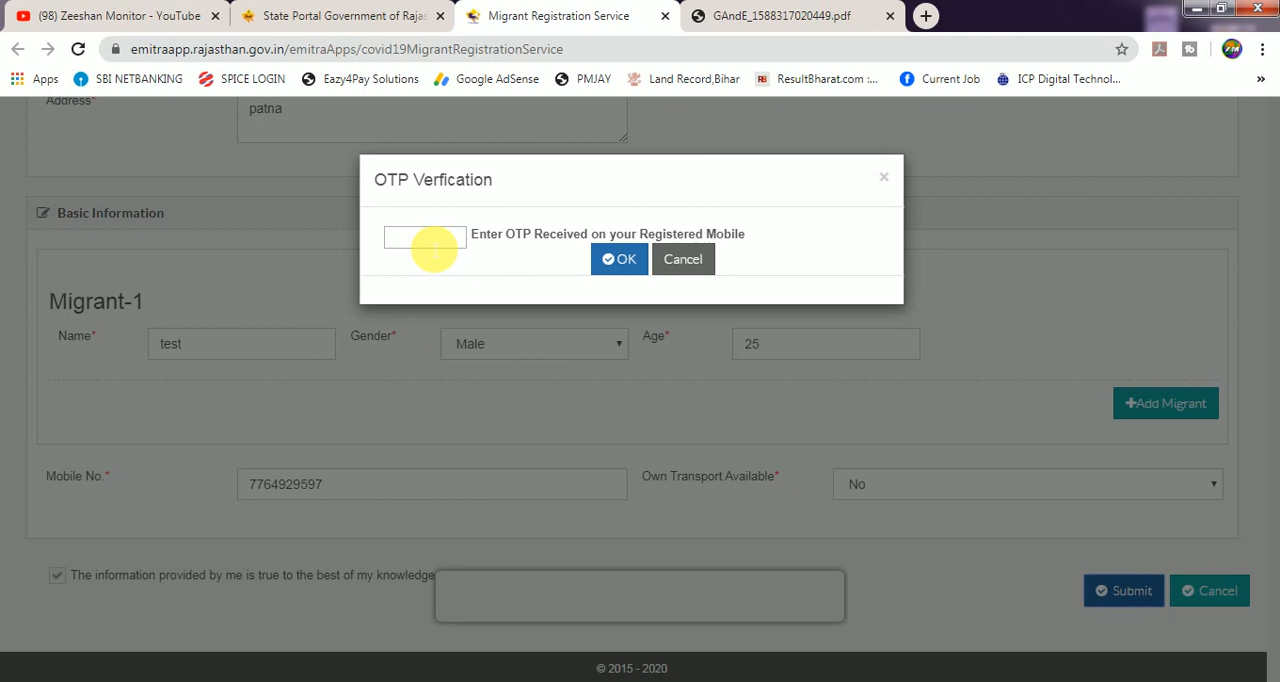 (98) Zeeshan Monitor - YouTube
State Portal Government of Rajas
Migrant Registration Service
GAndE_1588317020449.pdf
emitraapp.rajasthan.gov.in/emitraApps/covid19MigrantRegistrationService
Apps
SBI NETBANKING
SPICE LOGIN
Eazy4Pay Solutions
Google AdSense
PMJAY
Land Record,Bihar
RB ResultBharat.com :...
Current Job
ICP Digital Technol...
»
Address*
patna
OTP Verfication
×
Enter OTP Received on your Registered Mobile
OK
Cancel
Basic Information
Migrant-1
Name*
test
Gender*
Male
Age*
25
+Add Migrant
Mobile No.*
7764929597
Own Transport Available*
No
The information provided by me is true to the best of my knowledge
Submit
Cancel
© 2015 - 2020